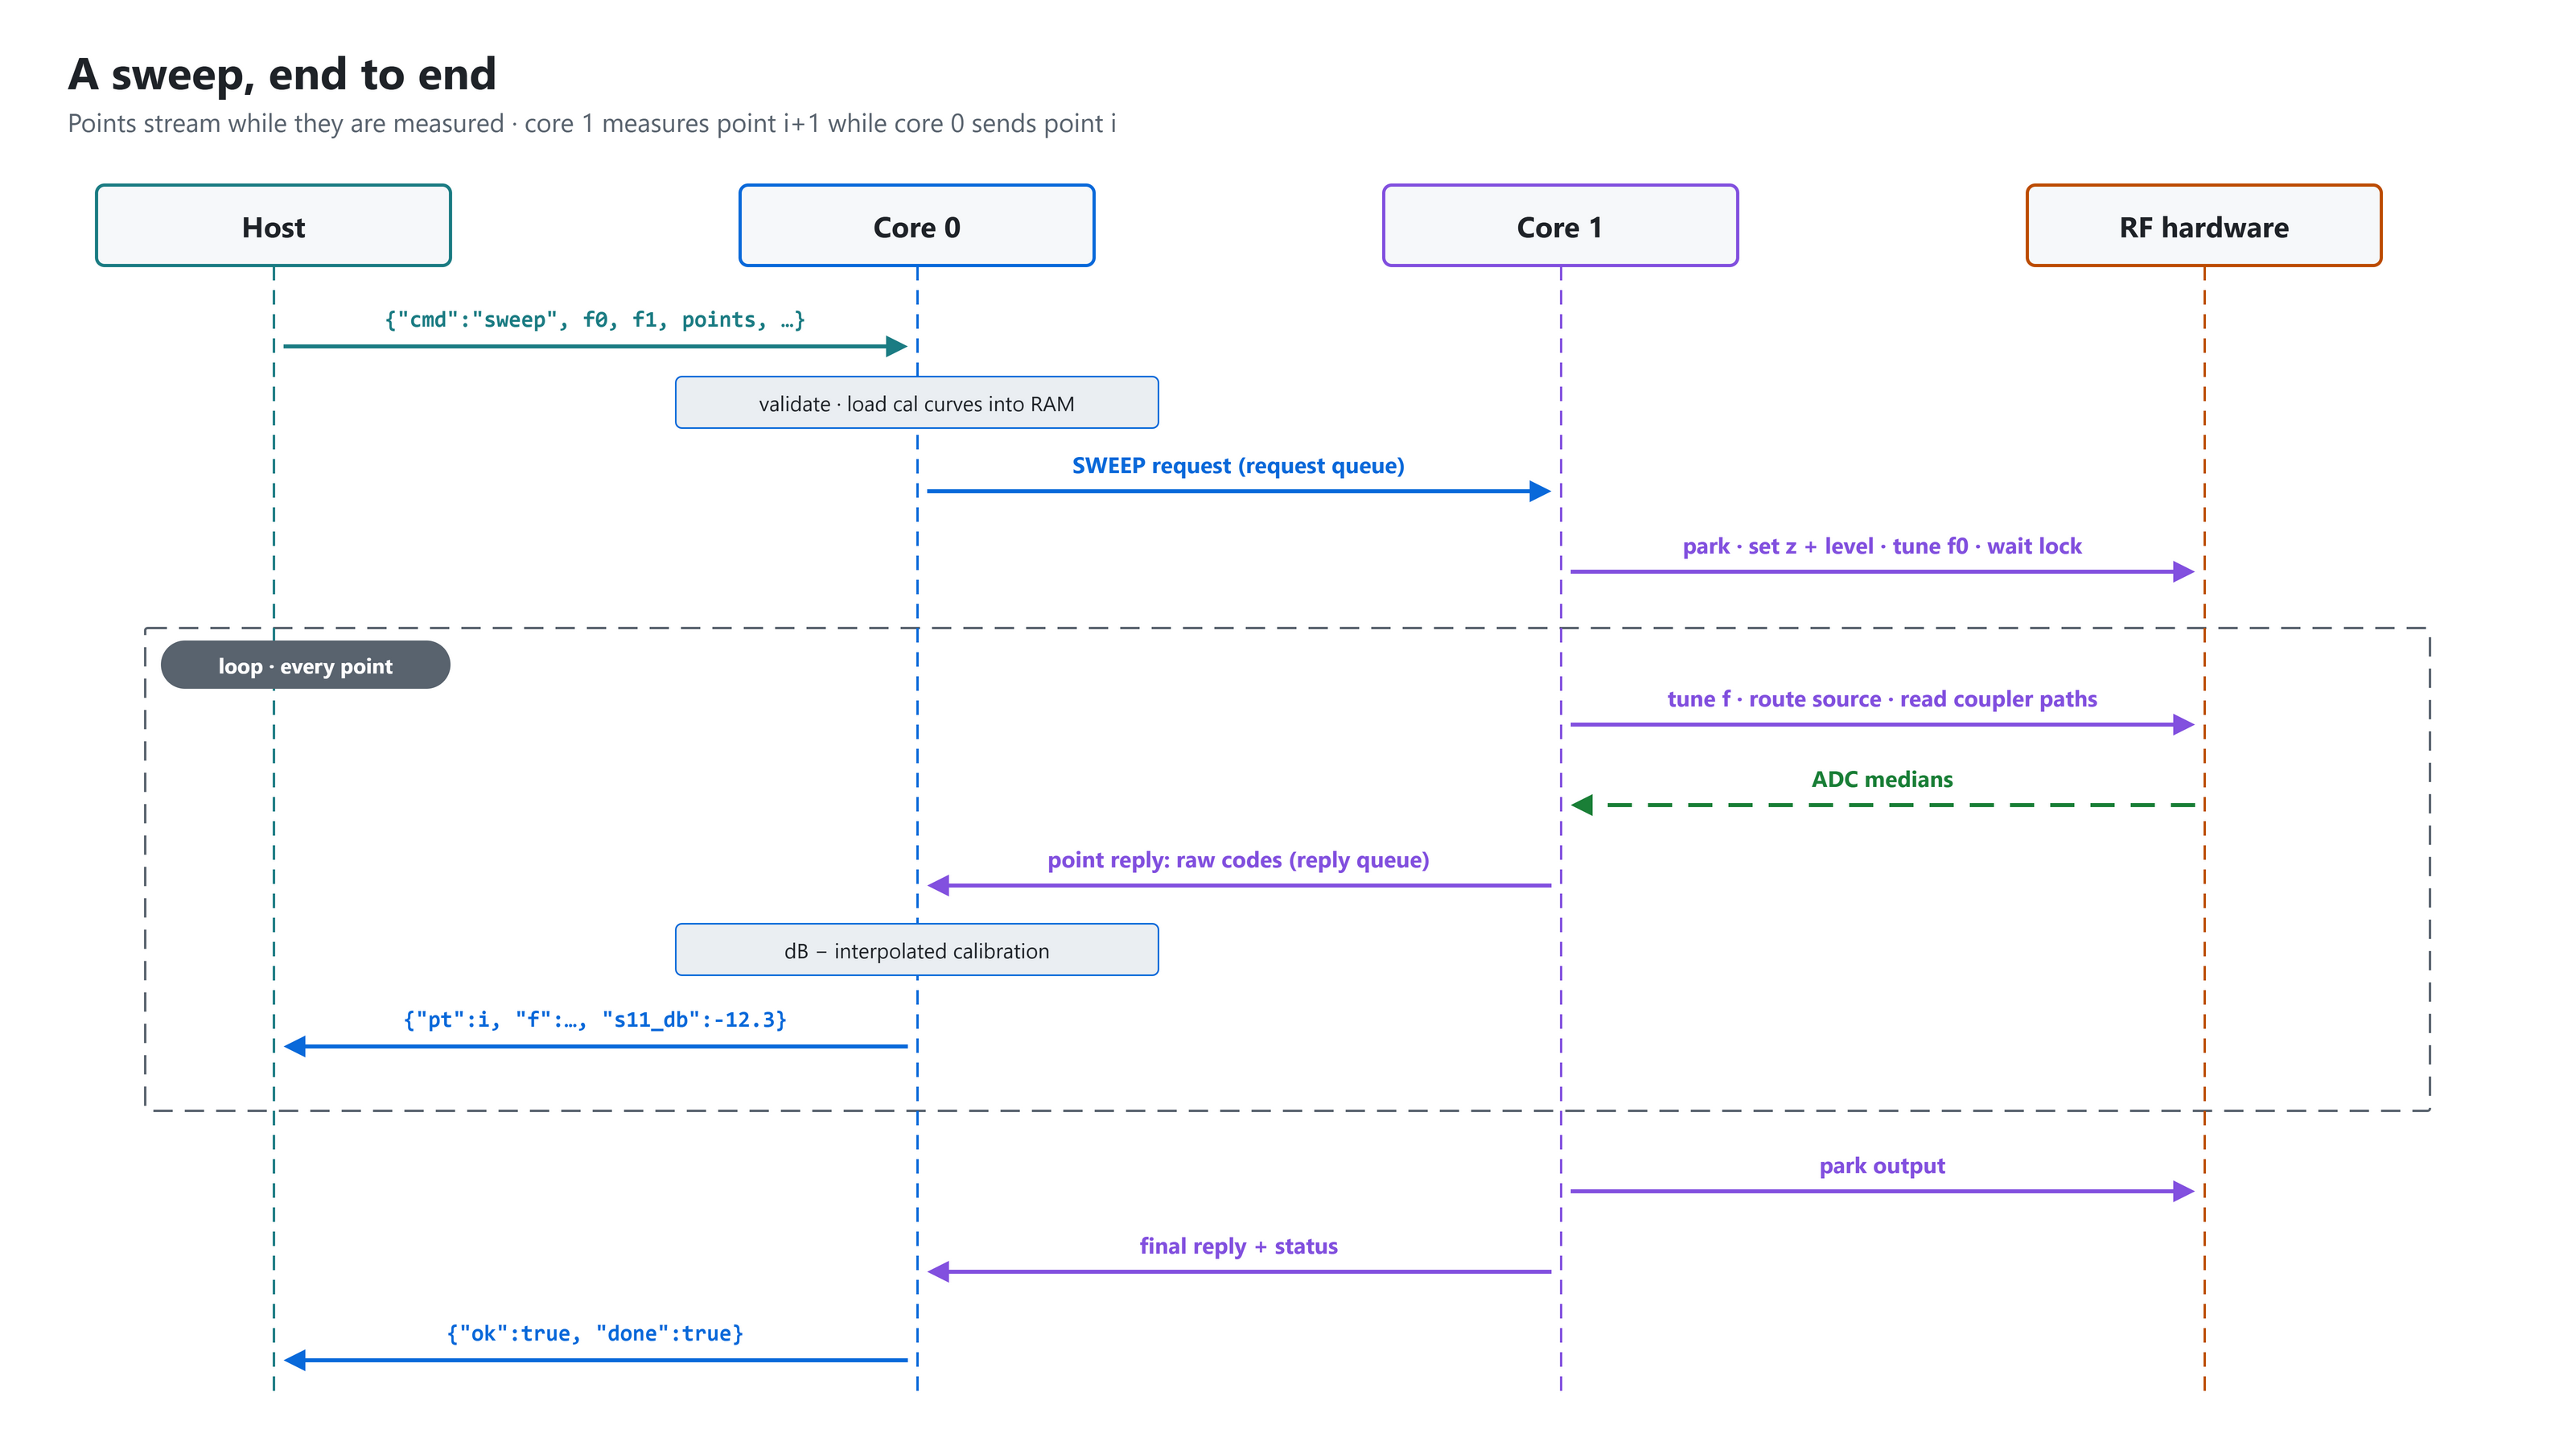 A sweep, end to end
Points stream while they are measured · core 1 measures point i+1 while core 0 sends point i
Host
Core 0
Core 1
RF hardware
{"cmd":"sweep", f0, f1, points, …}
validate · load cal curves into RAM
SWEEP request (request queue)
park · set z + level · tune f0 · wait lock
loop · every point
tune f · route source · read coupler paths
ADC medians
point reply: raw codes (reply queue)
dB − interpolated calibration
{"pt":i, "f":…, "s11_db":-12.3}
park output
final reply + status
{"ok":true, "done":true}